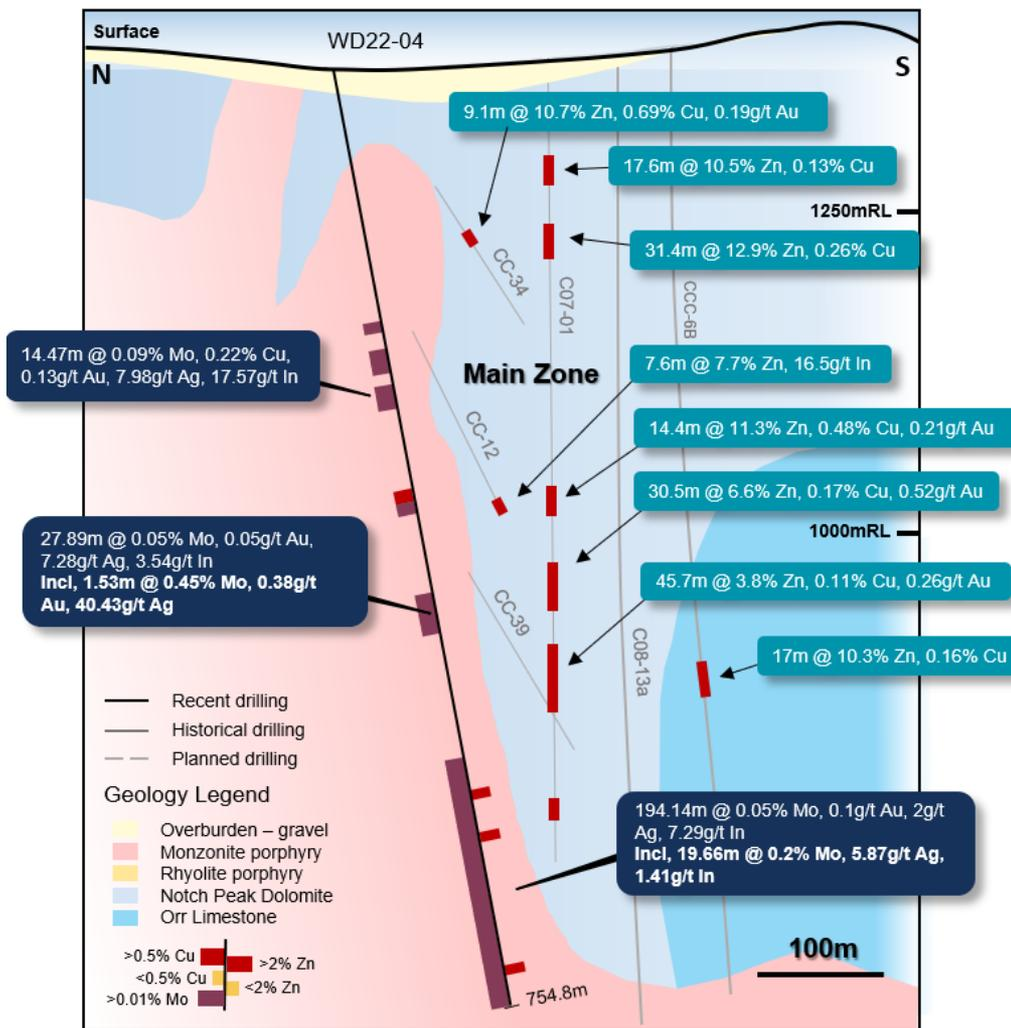 Surface
WD22-04
N
S
9.1m @ 10.7% Zn, 0.69% Cu, 0.19g/t Au
17.6m @ 10.5% Zn, 0.13% Cu
1250mRL
31.4m @ 12.9% Zn, 0.26% Cu
CC-34
C07-01
CCC-6B
14.47m @ 0.09% Mo, 0.22% Cu,
0.13g/t Au, 7.98g/t Ag, 17.57g/t In
Main Zone
7.6m @ 7.7% Zn, 16.5g/t In
CC-12
14.4m @ 11.3% Zn, 0.48% Cu, 0.21g/t Au
30.5m @ 6.6% Zn, 0.17% Cu, 0.52g/t Au
1000mRL
27.89m @ 0.05% Mo, 0.05g/t Au,
7.28g/t Ag, 3.54g/t In
Incl, 1.53m @ 0.45% Mo, 0.38g/t
Au, 40.43g/t Ag
45.7m @ 3.8% Zn, 0.11% Cu, 0.26g/t Au
CC-39
C08-13a
17m @ 10.3% Zn, 0.16% Cu
Recent drilling
Historical drilling
Planned drilling
Geology Legend
Overburden – gravel
Monzonite porphyry
Rhyolite porphyry
Notch Peak Dolomite
Orr Limestone
194.14m @ 0.05% Mo, 0.1g/t Au, 2g/t
Ag, 7.29g/t In
Incl, 19.66m @ 0.2% Mo, 5.87g/t Ag,
1.41g/t In
>0.5% Cu
>2% Zn
<0.5% Cu
<2% Zn
>0.01% Mo
754.8m
100m